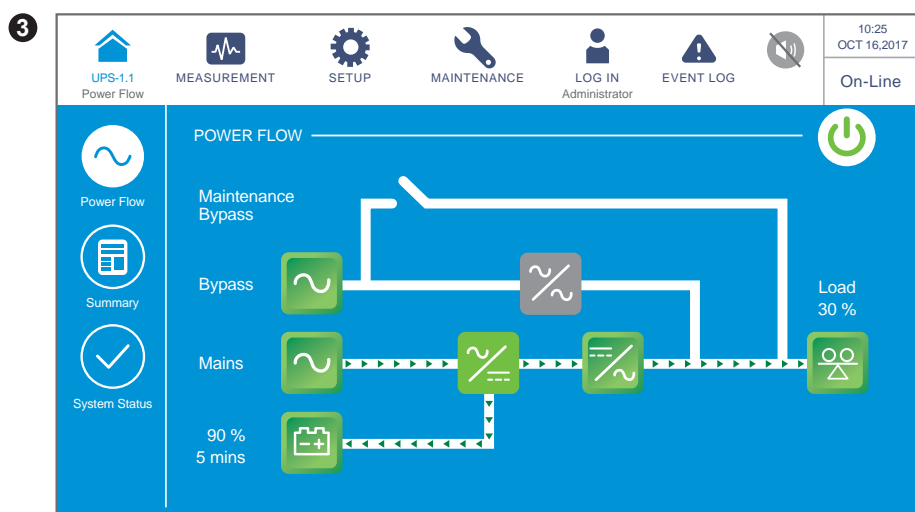 3
UPS-1.1
Power Flow
MEASUREMENT
SETUP
MAINTENANCE
LOG IN
Administrator
EVENT LOG
10:25
OCT 16,2017
On-Line
POWER FLOW
Power Flow
Summary
System Status
Maintenance
Bypass
Bypass
Mains
90 %
5 mins
Load
30 %